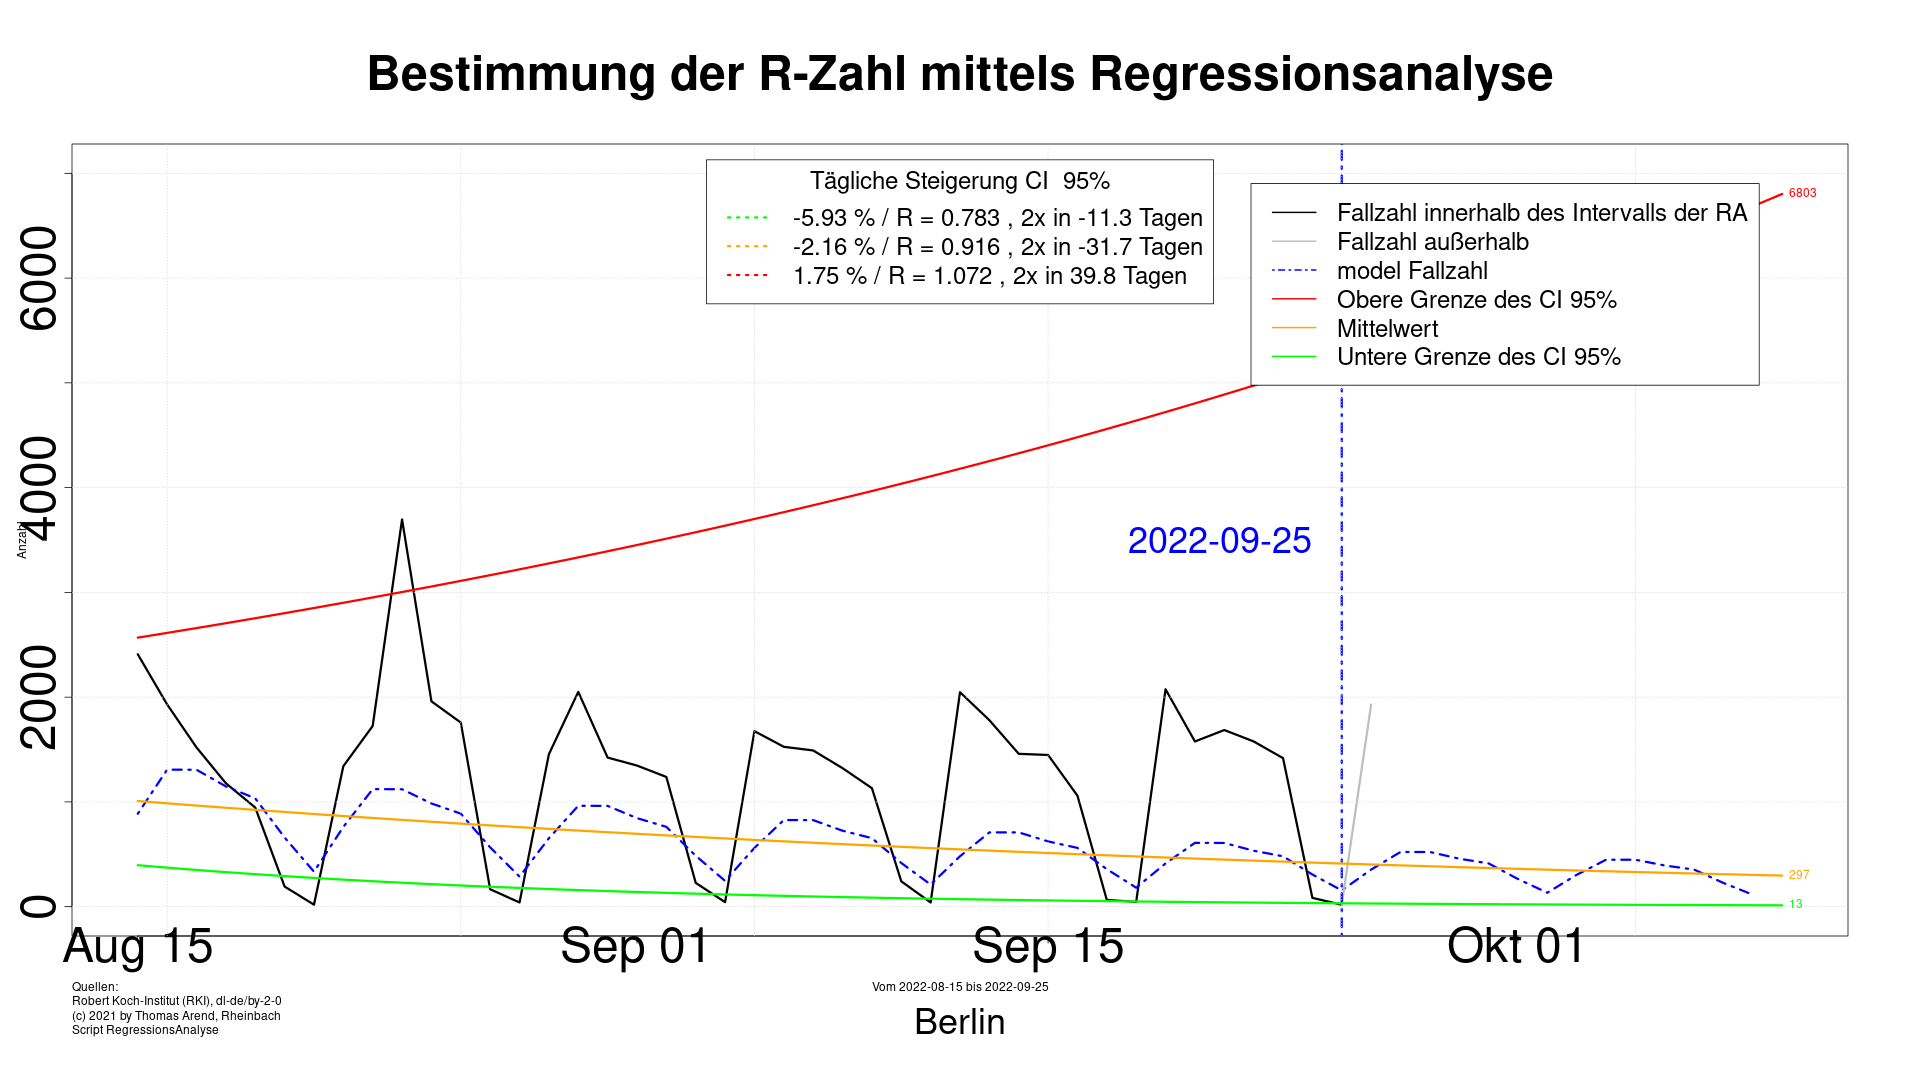 Bestimmung der R-Zahl mittels Regressionsanalyse
Tägliche Steigerung CI  95%
-5.93 % / R = 0.783 , 2x in -11.3 Tagen
-2.16 % / R = 0.916 , 2x in -31.7 Tagen
1.75 % / R = 1.072 , 2x in 39.8 Tagen
Fallzahl innerhalb des Intervalls der RA
Fallzahl außerhalb
model Fallzahl
Obere Grenze des CI 95%
Mittelwert
Untere Grenze des CI 95%
6803
6000
4000
2000
0
Anzahl
2022-09-25
297
13
Aug 15
Sep 01
Sep 15
Okt 01
Quellen:
Robert Koch-Institut (RKI), dl-de/by-2-0
(c) 2021 by Thomas Arend, Rheinbach
Script RegressionsAnalyse
Vom 2022-08-15 bis 2022-09-25
Berlin